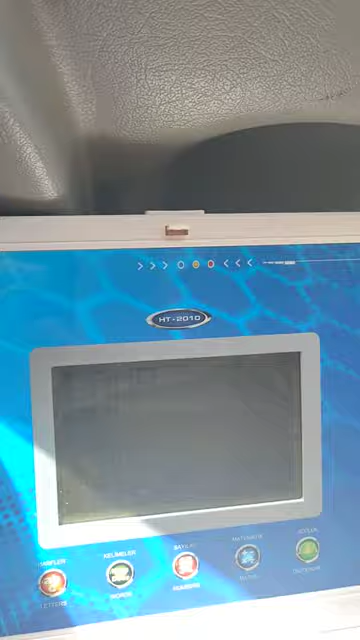 HT-2010
HARFLER
KELİMELER
SAYILAR
MATEMATİK
LETTERS
WORDS
NUMBERS
MATHS